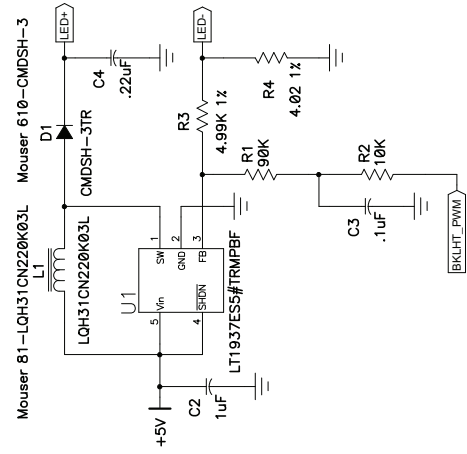 Mouser 81-LQH31CN220K03L
Mouser 610-CMDSH-3
LED+
LED-
C4
.22uF
D1
CMDSH-3TR
R3
4.99K 1%
R4
4.02 1%
L1
LQH31CN220K03L
R1
90K
R2
10K
C3
.1uF
BKLHT_PWM
U1
1
2
3
SW
GND
FB
Vin
SHDN
5
4
LT1937ES5#TRMPBF
+5V
C2
1uF